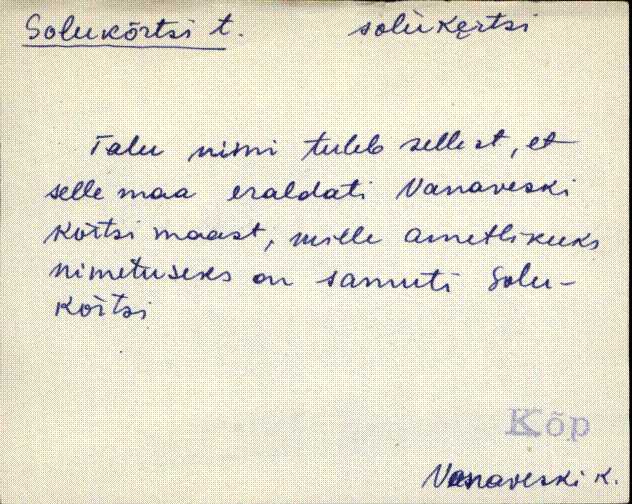 Solukõrtsi t. solùkęrtsi
Talu nimi tuleb sellest, et
selle maa eraldati Vanaveski
kõrtsi maast, mille ametlikuks
nimetuseks on samuti Solu-
kõrtsi
Kõp
Vanaveski k.